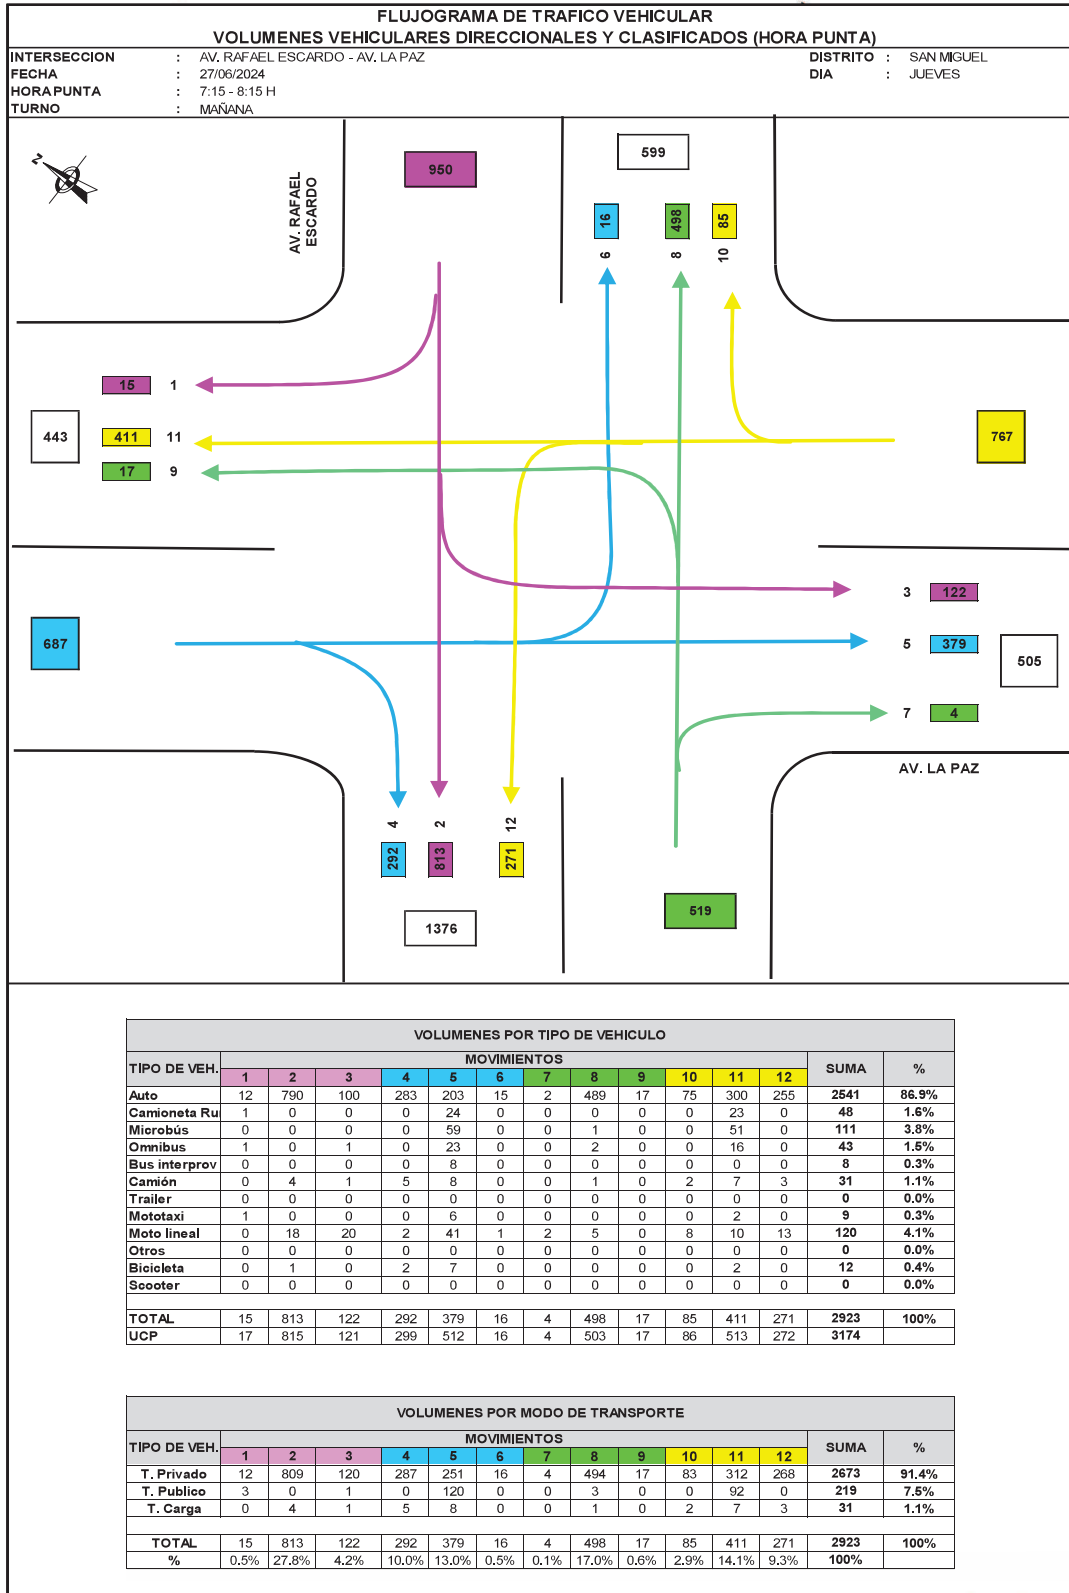 FLUJOGRAMA DE TRAFICO VEHICULAR
VOLUMENES VEHICULARES DIRECCIONALES Y CLASIFICADOS (HORA PUNTA)
INTERSECCION : AV. RAFAEL ESCARDO - AV. LA PAZ DISTRITO : SAN MIGUEL
FECHA : 27/06/2024 DIA : JUEVES
HORA PUNTA : 7:15 - 8:15 H
TURNO : MAÑANA
Z
AV. RAFAEL
ESCARDO
950
599
16 498 85
6 8 10
15 1
443 411 11
17 9
767
3 122
687
5 379
505
7 4
AV. LA PAZ
4 2 12
292 813 271
1376
519
VOLUMENES POR TIPO DE VEHICULO
TIPO DE VEH. MOVIMIENTOS SUMA %
1 2 3 4 5 6 7 8 9 10 11 12
Auto 12 790 100 283 203 15 2 489 17 75 300 255 2541 86.9%
Camioneta Ru 1 0 0 0 24 0 0 0 0 0 23 0 48 1.6%
Microbús 0 0 0 0 59 0 0 1 0 0 51 0 111 3.8%
Omnibus 1 0 1 0 23 0 0 2 0 0 16 0 43 1.5%
Bus interprov 0 0 0 0 8 0 0 0 0 0 0 0 8 0.3%
Camión 0 4 1 5 8 0 0 1 0 2 7 3 31 1.1%
Trailer 0 0 0 0 0 0 0 0 0 0 0 0 0 0.0%
Mototaxi 1 0 0 0 6 0 0 0 0 0 2 0 9 0.3%
Moto lineal 0 18 20 2 41 1 2 5 0 8 10 13 120 4.1%
Otros 0 0 0 0 0 0 0 0 0 0 0 0 0 0.0%
Bicicleta 0 1 0 2 7 0 0 0 0 0 2 0 12 0.4%
Scooter 0 0 0 0 0 0 0 0 0 0 0 0 0 0.0%
TOTAL 15 813 122 292 379 16 4 498 17 85 411 271 2923 100%
UCP 17 815 121 299 512 16 4 503 17 86 513 272 3174
VOLUMENES POR MODO DE TRANSPORTE
TIPO DE VEH. MOVIMIENTOS SUMA %
1 2 3 4 5 6 7 8 9 10 11 12
T. Privado 12 809 120 287 251 16 4 494 17 83 312 268 2673 91.4%
T. Publico 3 0 1 0 120 0 0 3 0 0 92 0 219 7.5%
T. Carga 0 4 1 5 8 0 0 1 0 2 7 3 31 1.1%
TOTAL 15 813 122 292 379 16 4 498 17 85 411 271 2923 100%
% 0.5% 27.8% 4.2% 10.0% 13.0% 0.5% 0.1% 17.0% 0.6% 2.9% 14.1% 9.3% 100%